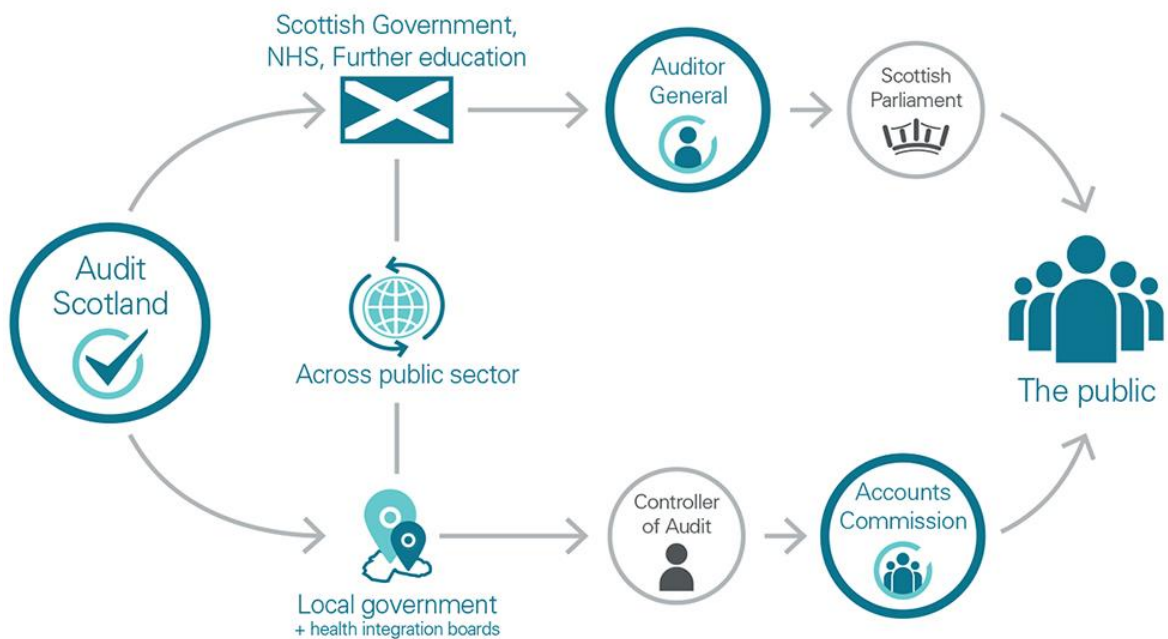 Scottish Government,
NHS, Further education
Auditor
General
Scottish
Parliament
Audit
Scotland
Across public sector
The public
Controller
of Audit
Accounts
Commission
Local government
+ health integration boards